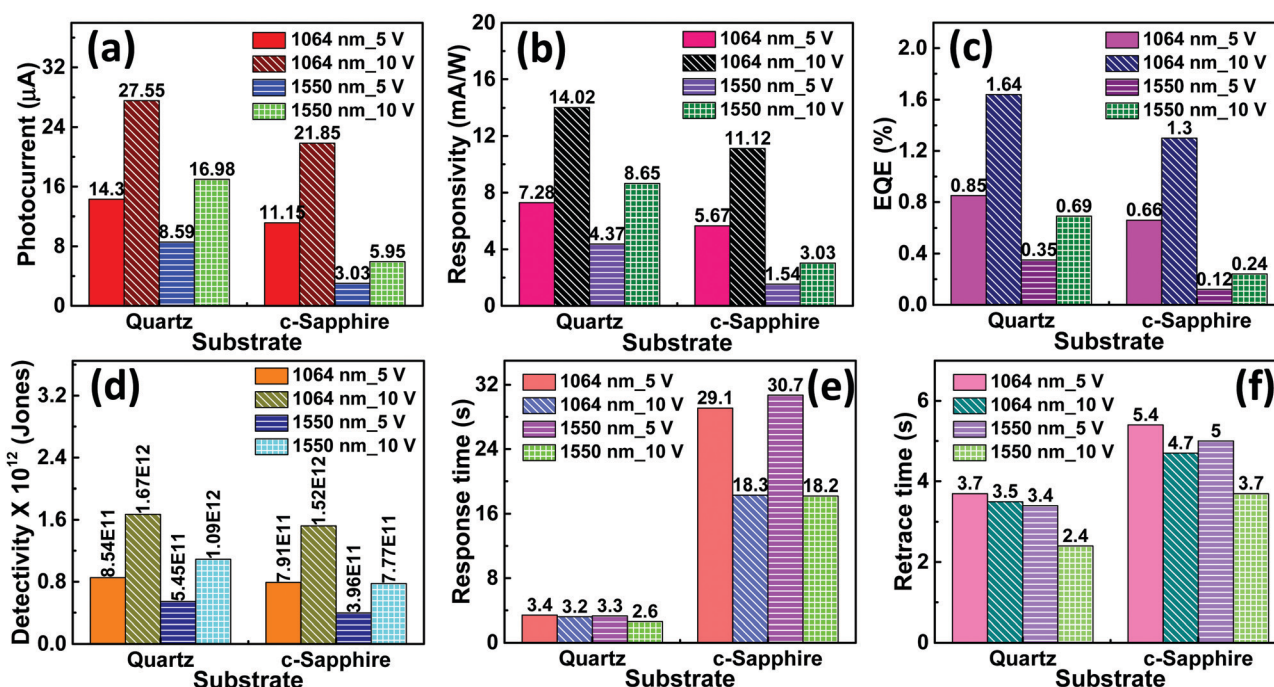 (a)
1064 nm_5 V
1064 nm_10 V
1550 nm_5 V
1550 nm_10 V
Photocurrent (µA)
36
24
16
8
0
14.3
27.55
8.59
16.98
11.15
21.85
3.03
5.95
Quartz
c-Sapphire
Substrate
(b)
1064 nm_5 V
1064 nm_10 V
1550 nm_5 V
1550 nm_10 V
Responsivity (mA/W)
20
16
12
8
4
0
7.28
14.02
4.37
8.65
5.67
11.12
1.54
3.03
Quartz
c-Sapphire
Substrate
(c)
1064 nm_5 V
1064 nm_10 V
1550 nm_5 V
1550 nm_10 V
EQE (%)
2.0
1.6
1.2
0.8
0.4
0.0
0.85
1.64
0.35
0.69
0.66
1.3
0.12
0.24
Quartz
c-Sapphire
Substrate
(d)
1064 nm_5 V
1064 nm_10 V
1550 nm_5 V
1550 nm_10 V
Detectivity X 10¹² (Jones)
3.2
2.4
1.6
0.8
0.0
8.54E11
1.67E12
5.45E11
1.09E12
7.91E11
1.52E12
3.96E11
7.77E11
Quartz
c-Sapphire
Substrate
(e)
1064 nm_5 V
1064 nm_10 V
1550 nm_5 V
1550 nm_10 V
Response time (s)
32
24
16
8
0
3.4
3.2
3.3
2.6
29.1
18.3
30.7
18.2
Quartz
c-Sapphire
Substrate
(f)
1064 nm_5 V
1064 nm_10 V
1550 nm_5 V
1550 nm_10 V
Retrace time (s)
6
4
2
0
3.7
3.5
3.4
2.4
5.4
4.7
5
3.7
Quartz
c-Sapphire
Substrate